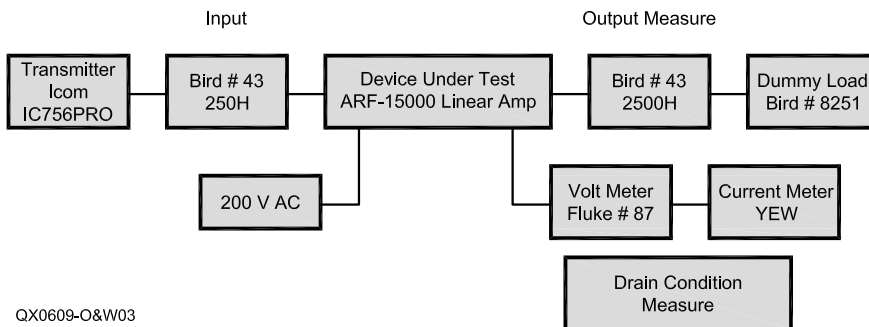 Input
Output Measure
Transmitter
Icom
IC756PRO
Bird # 43
250H
Device Under Test
ARF-15000 Linear Amp
Bird # 43
2500H
Dummy Load
Bird # 8251
200 V AC
Volt Meter
Fluke # 87
Current Meter
YEW
Drain Condition
Measure
QX0609-O&W03